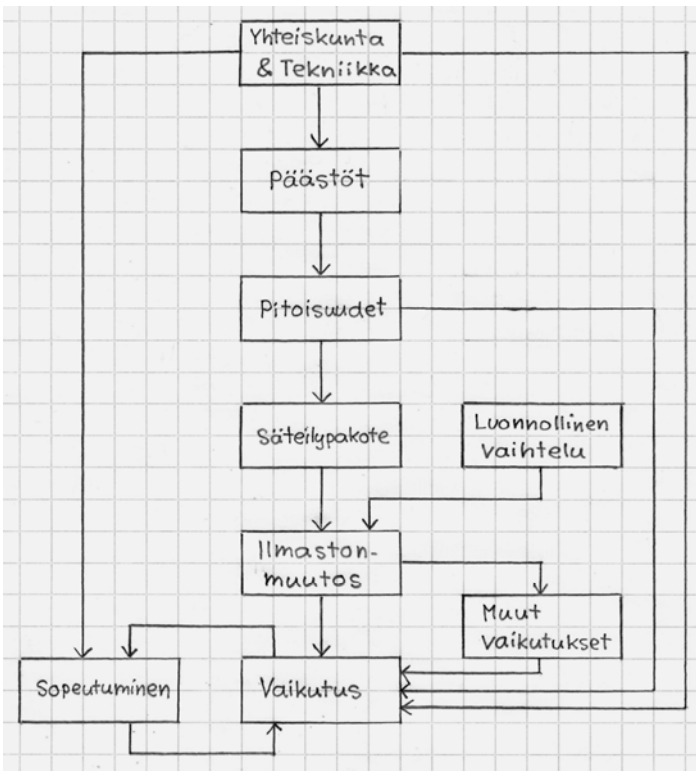 Yhteiskunta
& Tekniikka
Päästöt
Pitoisuudet
Säteilypakote
Luonnollinen
vaihtelu
Ilmaston-
muutos
Muut
vaikutukset
Sopeutuminen
Vaikutus